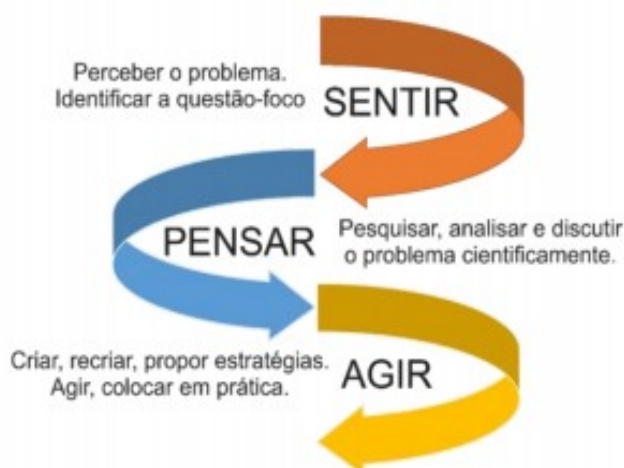 Perceber o problema.
Identificar a questão-foco
SENTIR
PENSAR
Pesquisar, analisar e discutir
o problema cientificamente.
Criar, recriar, propor estratégias.
Agir, colocar em prática.
AGIR